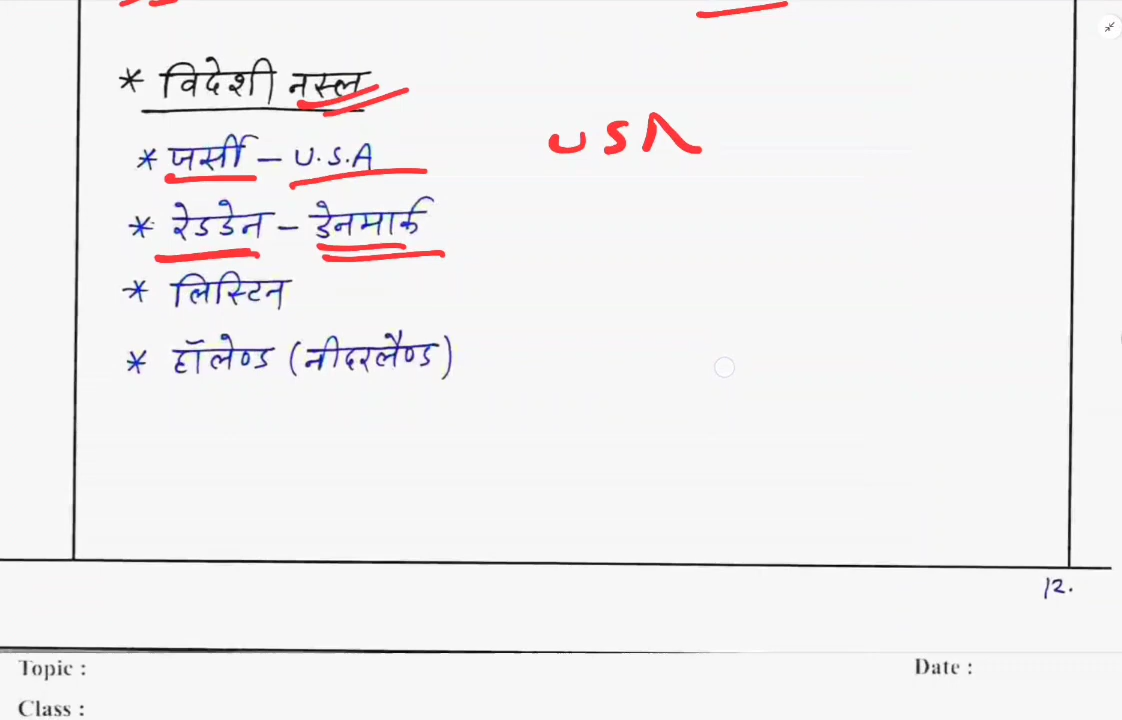 * विदेशी नस्ल
* जर्सी – U.S.A
USA
* रेडडेन – डेनमार्क
* लिस्टिन
* हॉलेण्ड (नीदरलैण्ड)
12.
Topic :
Date :
Class :